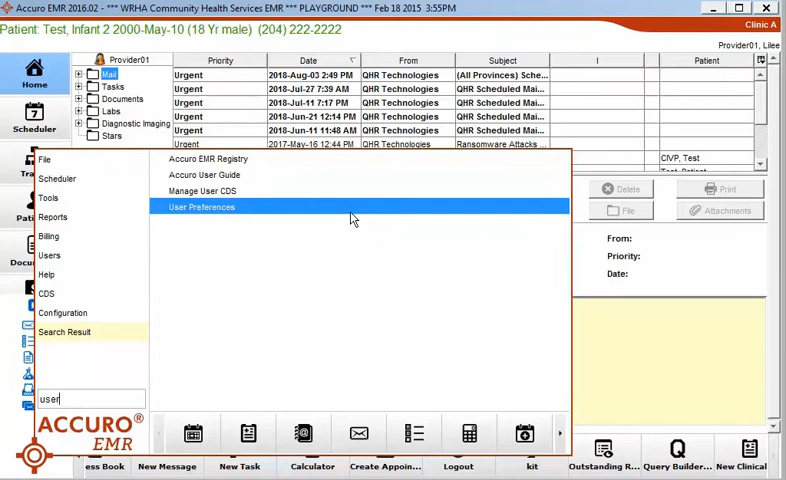 Accuro EMR 2016.02 - *** WRHA Community Health Services EMR *** PLAYGROUND *** Feb 18 2015 3:55PM
Clinic A
Patient: Test, Infant 2 2000-May-10 (18 Yr male) (204) 222-2222
Provider01, Lilee
Home
Scheduler
Provider01
Mail
Tasks
Documents
Labs
Diagnostic Imaging
Stars
Priority Date From Subject I Patient
Urgent 2018-Aug-03 2:49 PM QHR Technologies (All Provinces) Sche...
Urgent 2018-Jul-27 7:39 AM QHR Technologies QHR Scheduled Mai...
Urgent 2018-Jul-11 7:17 PM QHR Technologies QHR Scheduled Mai...
Urgent 2018-Jun-21 12:14 PM QHR Technologies QHR Scheduled Mai...
Urgent 2018-Jun-11 11:48 AM QHR Technologies QHR Scheduled Mai...
Urgent 2017-May-16 12:44 PM QHR Technologies Ransomware Attacks
CIVP, Test
Test, Patient
Delete
Print
File
Attachments
From:
Priority:
Date:
File
Scheduler
Tools
Reports
Billing
Users
Help
CDS
Configuration
Search Result
Accuro EMR Registry
Accuro User Guide
Manage User CDS
User Preferences
user
ACCURO®
EMR
ess Book
New Message
New Task
Calculator
Create Appoin...
Logout
kit
Outstanding R...
Query Builder...
New Clinical